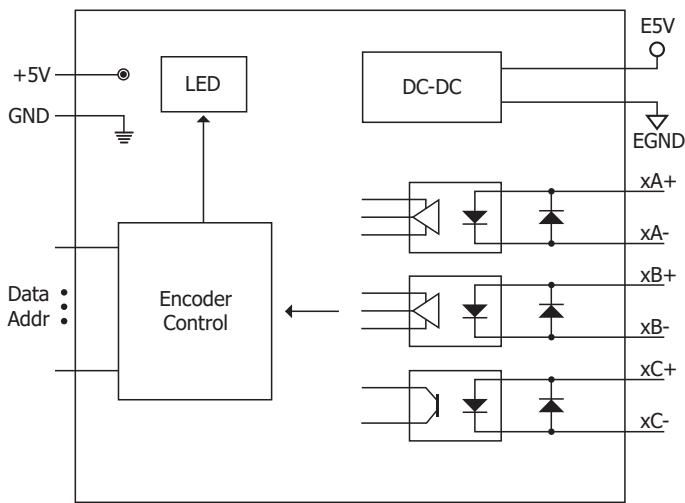 E5V
+5V
LED
DC-DC
GND
EGND
xA+
xA-
xB+
Data
Addr
Encoder
Control
xB-
xC+
xC-